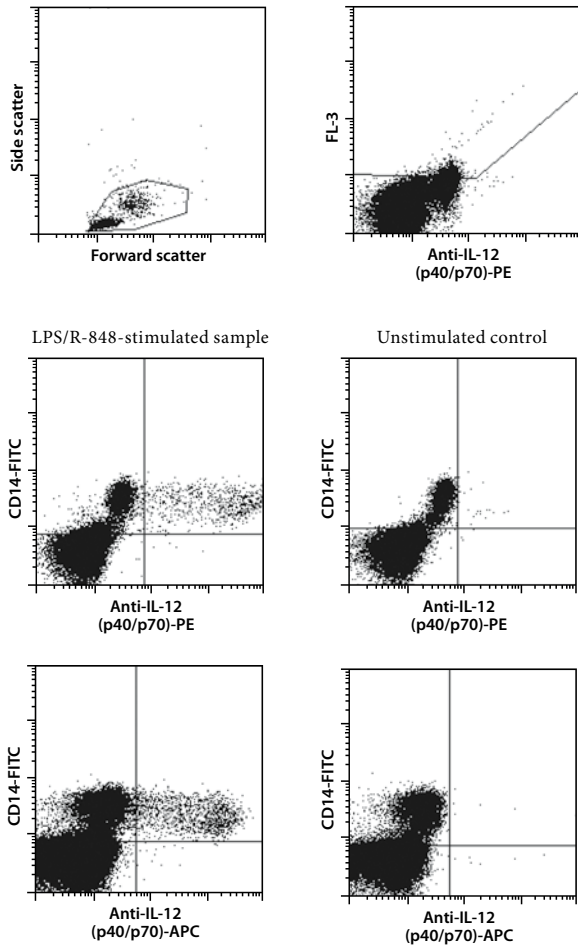 Side scatter
Forward scatter
FL-3
Anti-IL-12
(p40/p70)-PE
LPS/R-848-stimulated sample
Unstimulated control
CD14-FITC
Anti-IL-12
(p40/p70)-PE
CD14-FITC
Anti-IL-12
(p40/p70)-PE
CD14-FITC
Anti-IL-12
(p40/p70)-APC
CD14-FITC
Anti-IL-12
(p40/p70)-APC